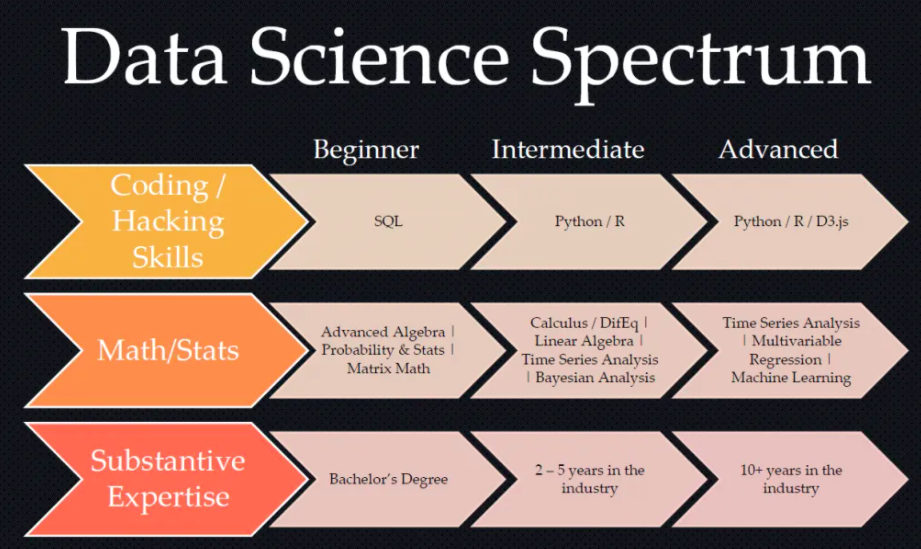 Data Science Spectrum
Beginner
Intermediate
Advanced
Coding /
Hacking
Skills
SQL
Python / R
Python / R / D3.js
Math/Stats
Advanced Algebra |
Probability & Stats |
Matrix Math
Calculus / DifEq |
Linear Algebra |
Time Series Analysis
| Bayesian Analysis
Time Series Analysis
| Multivariable
Regression |
Machine Learning
Substantive
Expertise
Bachelor's Degree
2 – 5 years in the
industry
10+ years in the
industry